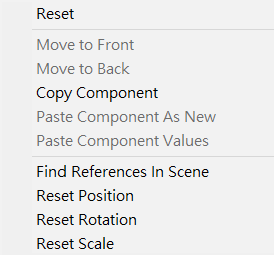 Reset
Move to Front
Move to Back
Copy Component
Paste Component As New
Paste Component Values
Find References In Scene
Reset Position
Reset Rotation
Reset Scale